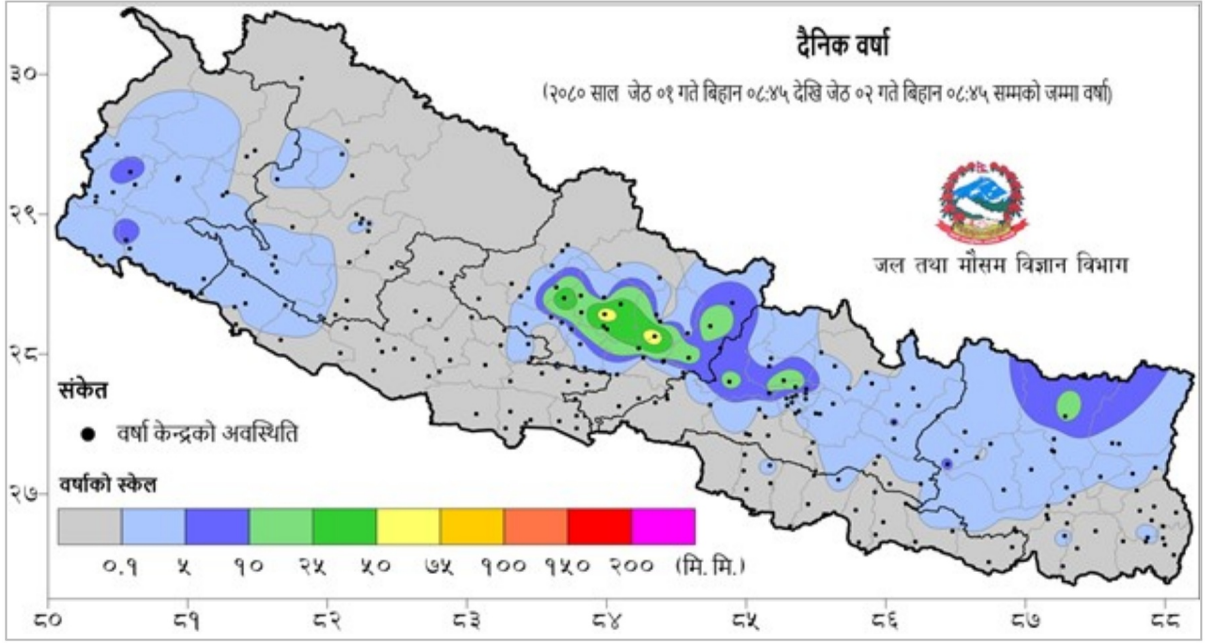 दैनिक वर्षा
(२०८० साल जेठ ०१ गते बिहान ०८:४५ देखि जेठ ०२ गते बिहान ०८:४५ सम्मको जम्मा वर्षा)
जल तथा मौसम विज्ञान विभाग
३०
२९
२८
२७
संकेत
वर्षा केन्द्रको अवस्थिति
वर्षाको स्केल
०.१ ५ १० २५ ५० ७५ १०० १५० २०० (मि. मि.)
८० ८१ ८२ ८३ ८४ ८५ ८६ ८७ ८८